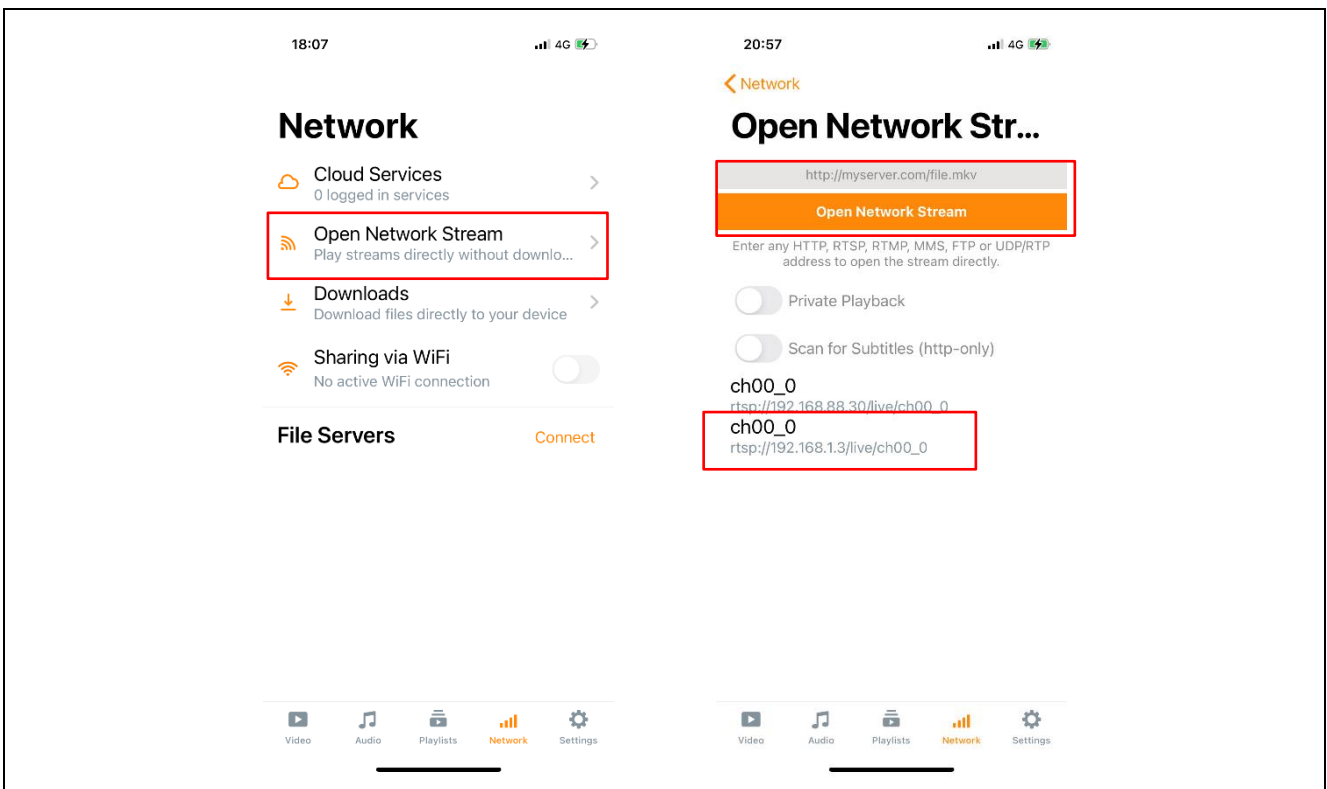 18:07
4G
Network
Cloud Services
0 logged in services
Open Network Stream
Play streams directly without downlo...
Downloads
Download files directly to your device
Sharing via WiFi
No active WiFi connection
File Servers
Connect
Video
Audio
Playlists
Network
Settings
20:57
4G
Network
Open Network Str...
http://myserver.com/file.mkv
Open Network Stream
Enter any HTTP, RTSP, RTMP, MMS, FTP or UDP/RTP
address to open the stream directly.
Private Playback
Scan for Subtitles (http-only)
ch00_0
rtsp://192.168.88.30/live/ch00_0
ch00_0
rtsp://192.168.1.3/live/ch00_0
Video
Audio
Playlists
Network
Settings